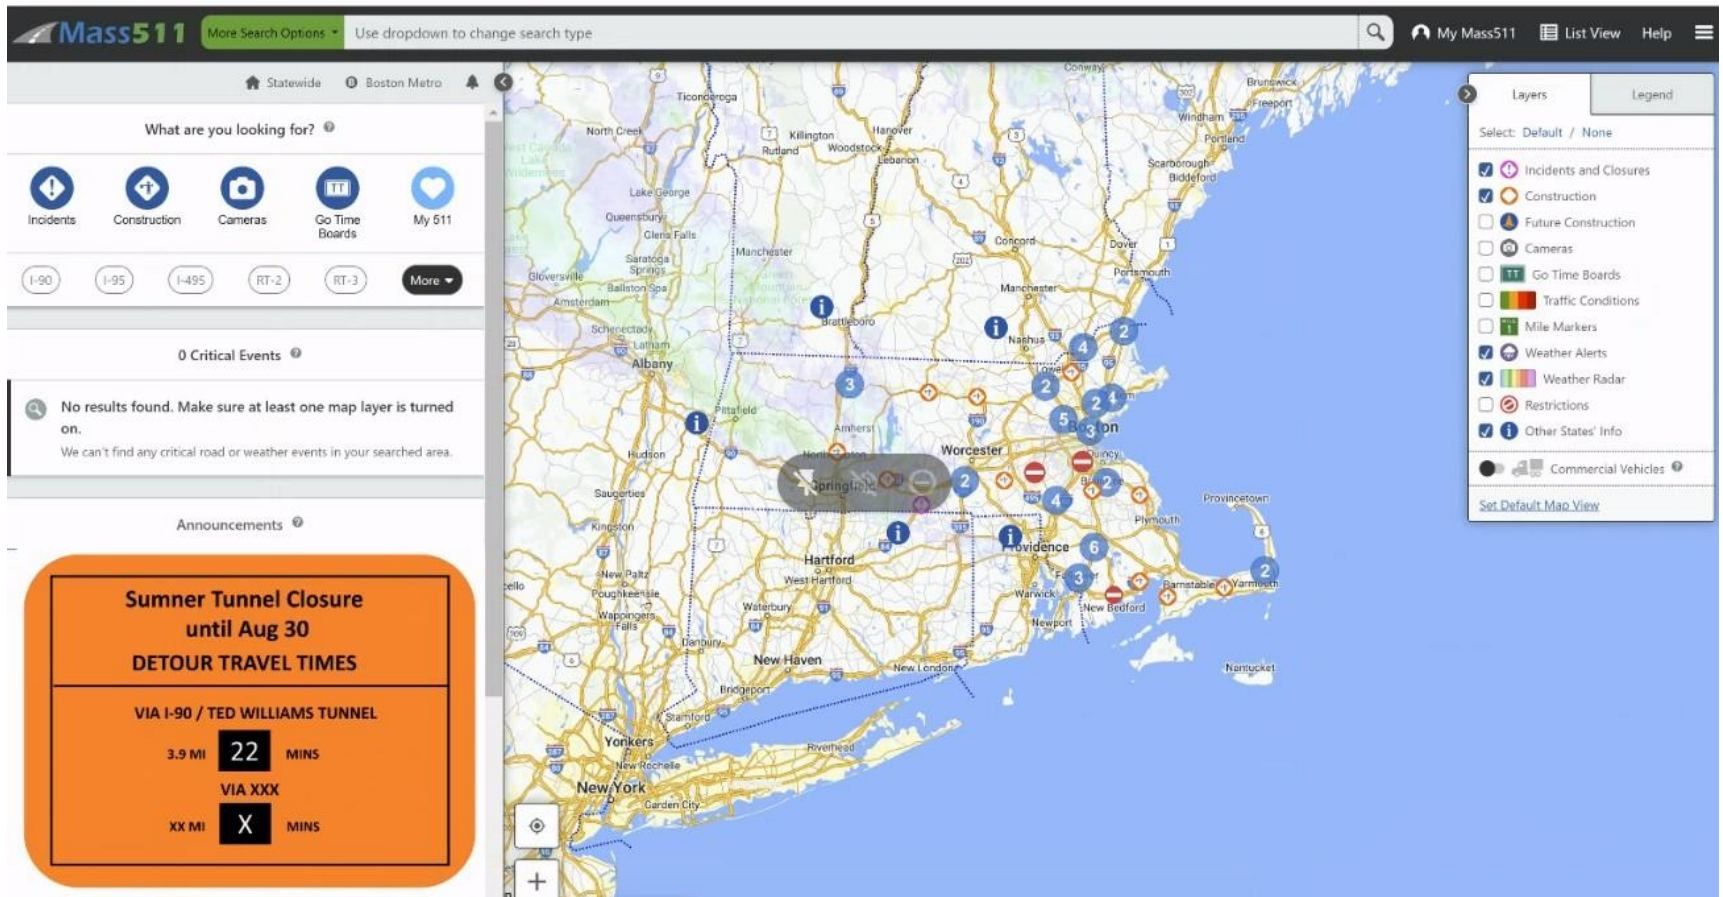 Mass511
More Search Options
Use dropdown to change search type
My Mass511
List View
Help
Statewide
Boston Metro
What are you looking for?
Incidents
Construction
Cameras
Go Time
Boards
My 511
I-90
I-95
I-495
RT-2
RT-3
More
0 Critical Events
No results found. Make sure at least one map layer is turned
on.
We can't find any critical road or weather events in your searched area.
Announcements
Sumner Tunnel Closure
until Aug 30
DETOUR TRAVEL TIMES
VIA I-90 / TED WILLIAMS TUNNEL
3.9 MI 22 MINS
VIA XXX
XX MI X MINS
Conway
Ticonderoga
Brunswick
Freeport
Windham
Portland
North Creek
Killington
Rutland
Woodstock
Hanover
Lebanon
Scarborough
Biddeford
Lake George
Queensbury
Glens Falls
Concord
Dover
Manchester
Saratoga
Springs
Portsmouth
Gloversville
Ballston Spa
Manchester
Amsterdam
Brattleboro
Schenectady
Latham
Nashua
Albany
Lowell
Pittsfield
Amherst
Boston
Hudson
Worcester
Quincy
Springfield
Saugerties
Provincetown
Kingston
Plymouth
Hartford
West Hartford
Providence
New Paltz
Poughkeepsie
Warwick
Barnstable
Yarmouth
Wappingers
Falls
Waterbury
New Bedford
Newport
Danbury
New Haven
New London
Nantucket
Bridgeport
Stamford
Yonkers
New Rochelle
Riverhead
New York
Garden City
Layers
Legend
Select: Default / None
Incidents and Closures
Construction
Future Construction
Cameras
TT Go Time Boards
Traffic Conditions
Mile Markers
Weather Alerts
Weather Radar
Restrictions
Other States' Info
Commercial Vehicles
Set Default Map View